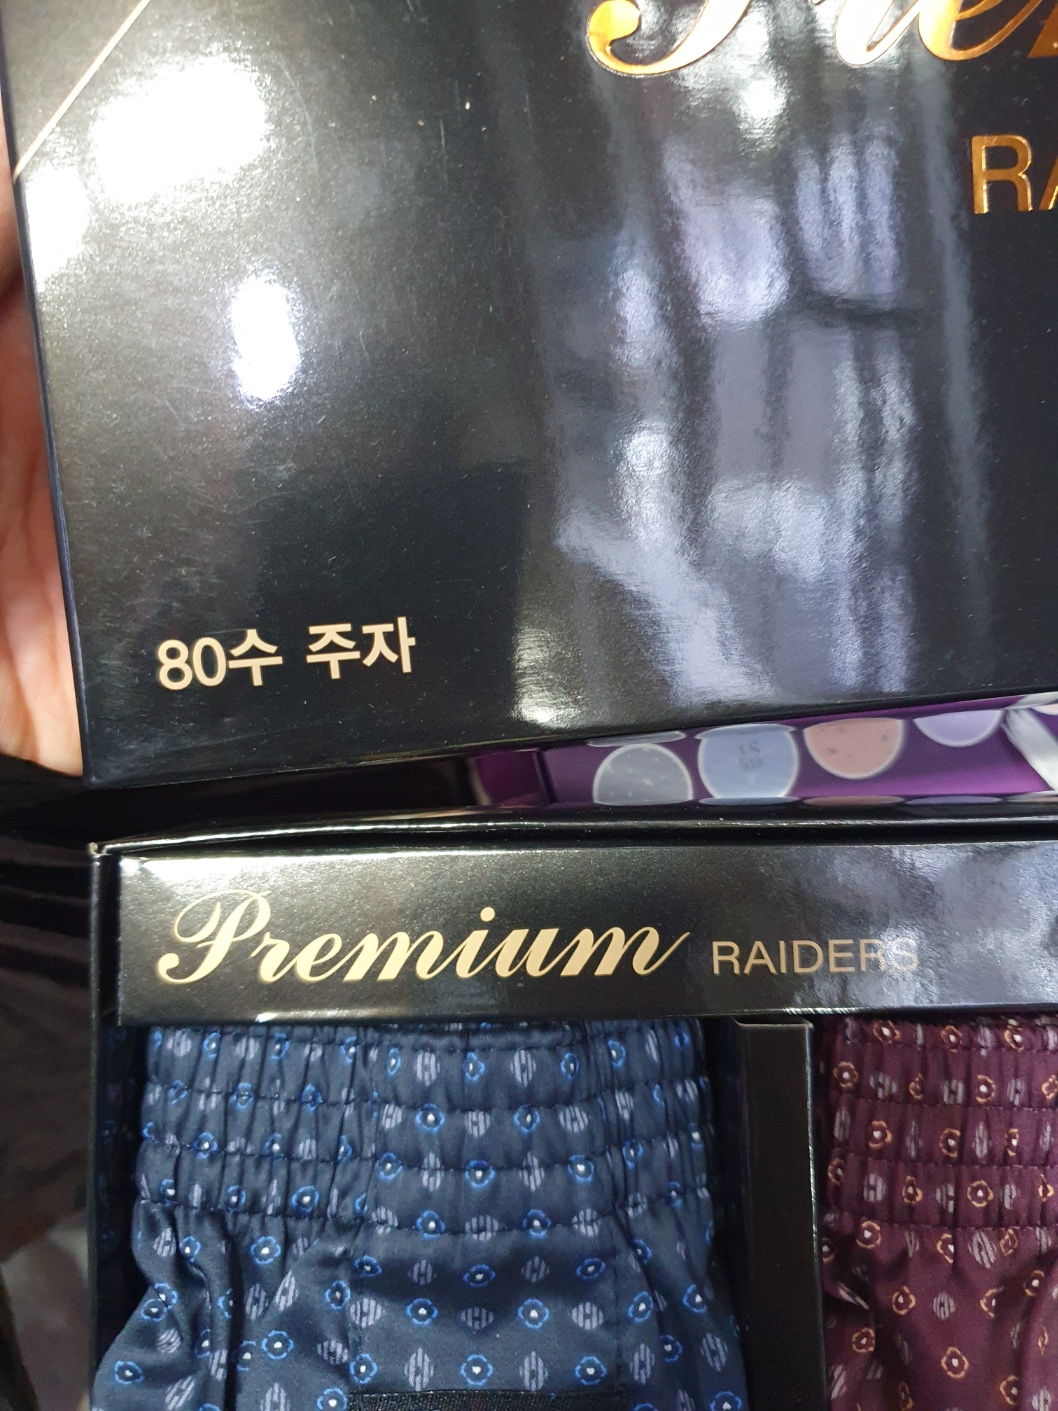 80수 주자
Premium RAIDERS